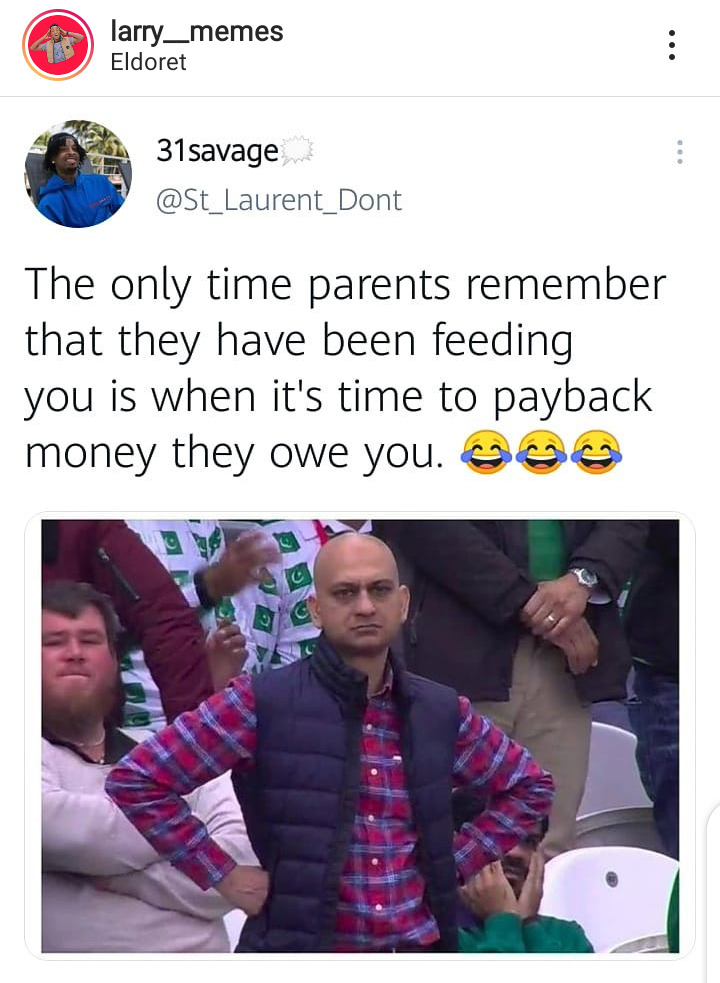 larry__memes
Eldoret
31savage🗯
@St_Laurent_Dont
The only time parents remember
that they have been feeding
you is when it's time to payback
money they owe you. 😂😂😂